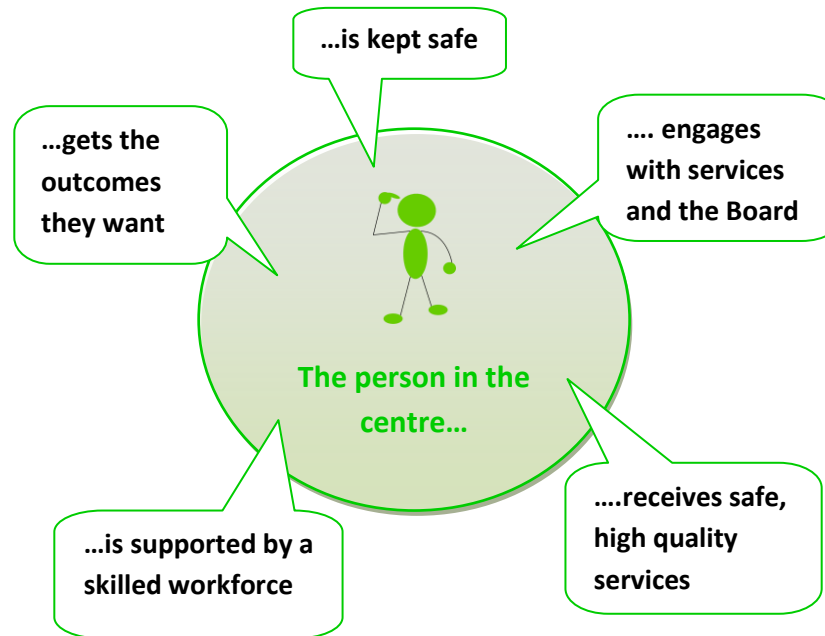 ...is kept safe
...gets the
outcomes
they want
.... engages
with services
and the Board
The person in the
centre...
...is supported by a
skilled workforce
....receives safe,
high quality
services